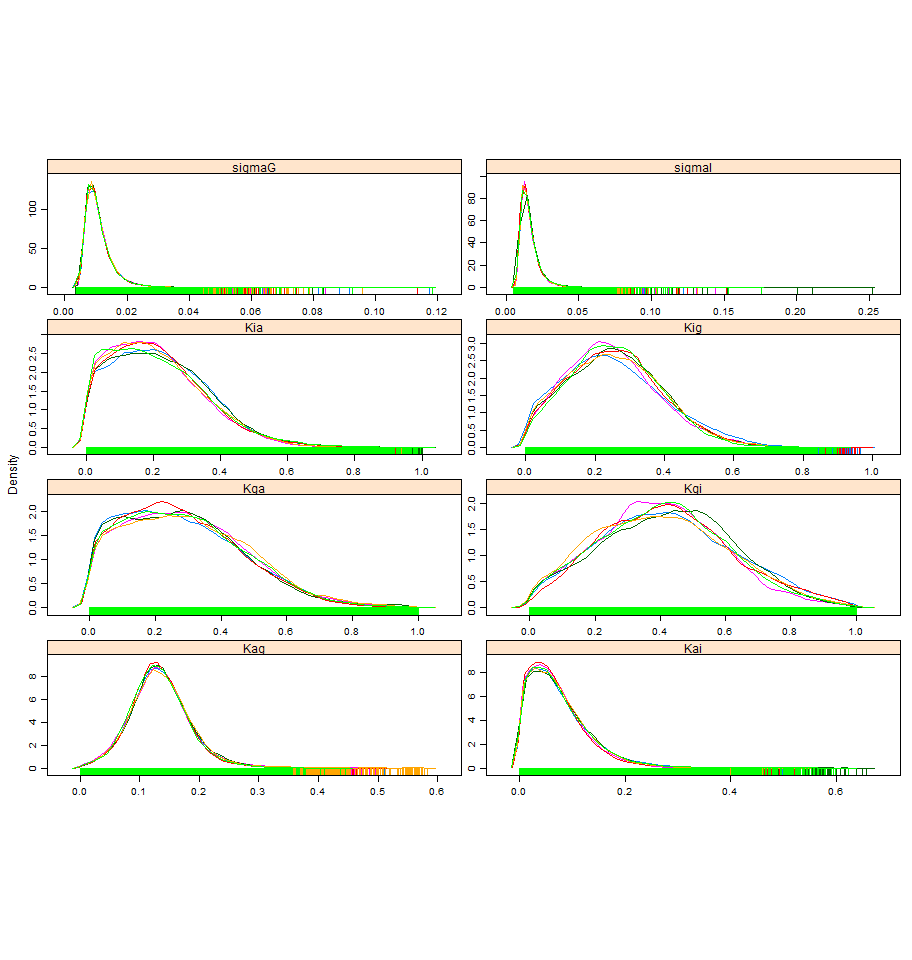 Density
sigmaG
0 50 100
0.00 0.02 0.04 0.06 0.08 0.10 0.12
sigmaI
0 20 40 60 80
0.00 0.05 0.10 0.15 0.20 0.25
Kia
0.0 0.5 1.0 1.5 2.0 2.5
0.0 0.2 0.4 0.6 0.8 1.0
Kig
0.0 0.5 1.0 1.5 2.0 2.5 3.0
0.0 0.2 0.4 0.6 0.8 1.0
Kga
0.0 0.5 1.0 1.5 2.0
0.0 0.2 0.4 0.6 0.8 1.0
Kgi
0.0 0.5 1.0 1.5 2.0
0.0 0.2 0.4 0.6 0.8 1.0
Kag
0 2 4 6 8
0.0 0.1 0.2 0.3 0.4 0.5 0.6
Kai
0 2 4 6 8
0.0 0.2 0.4 0.6